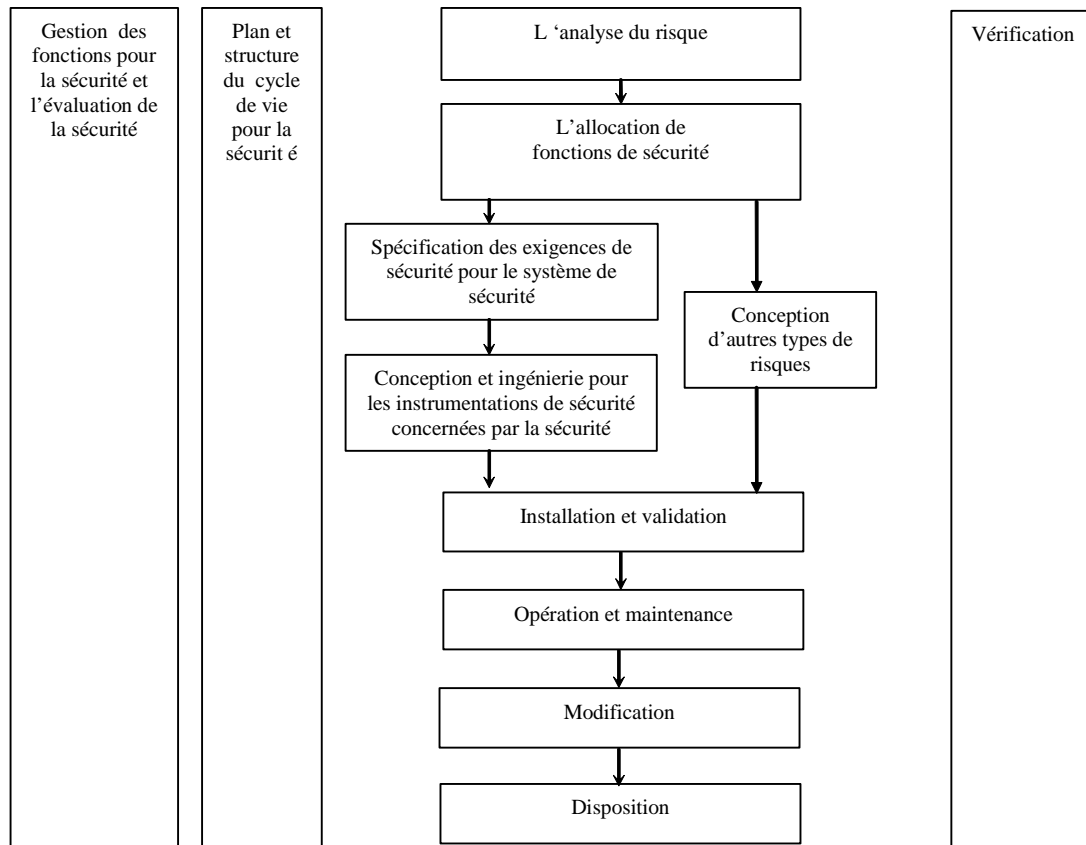 Gestion des
fonctions pour
la sécurité et
l’évaluation de
la sécurité
Plan et
structure
du cycle
de vie
pour la
sécurit é
L ‘analyse du risque
L’allocation de
fonctions de sécurité
Spécification des exigences de
sécurité pour le système de
sécurité
Conception
d’autres types de
risques
Conception et ingénierie pour
les instrumentations de sécurité
concernées par la sécurité
Installation et validation
Opération et maintenance
Modification
Disposition
Vérification